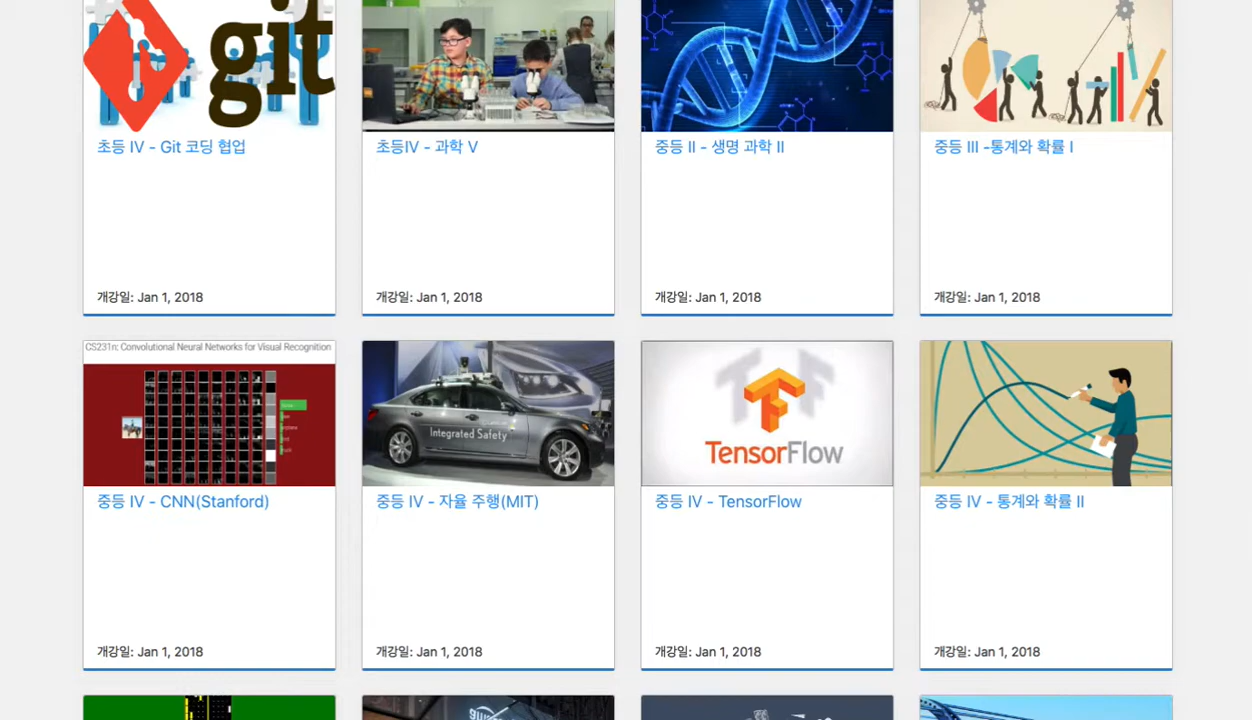 git
초등 IV - Git 코딩 협업
초등IV - 과학 V
중등 II - 생명 과학 II
중등 III -통계와 확률 I
개강일: Jan 1, 2018
개강일: Jan 1, 2018
개강일: Jan 1, 2018
개강일: Jan 1, 2018
CS231n: Convolutional Neural Networks for Visual Recognition
Integrated Safety
TensorFlow
중등 IV - CNN(Stanford)
중등 IV - 자율 주행(MIT)
중등 IV - TensorFlow
중등 IV - 통계와 확률 II
개강일: Jan 1, 2018
개강일: Jan 1, 2018
개강일: Jan 1, 2018
개강일: Jan 1, 2018